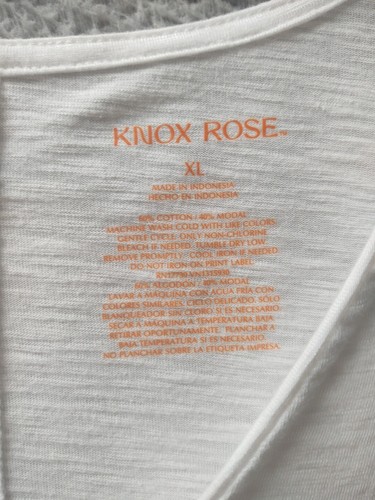 KNOX ROSE™
XL
MADE IN INDONESIA
HECHO EN INDONESIA
60% COTTON / 40% MODAL
MACHINE WASH COLD WITH LIKE COLORS,
GENTLE CYCLE. ONLY NON-CHLORINE
BLEACH IF NEEDED. TUMBLE DRY LOW.
REMOVE PROMPTLY. COOL IRON IF NEEDED.
DO NOT IRON ON PRINT LABEL.
60% ALGODÓN / 40% MODAL
LAVAR A MÁQUINA CON AGUA FRÍA CON
COLORES SIMILARES, CICLO DELICADO. SÓLO
BLANQUEADOR SIN CLORO SI ES NECESARIO.
SECAR A MÁQUINA A TEMPERATURA BAJA.
RETIRAR OPORTUNAMENTE. PLANCHAR A
BAJA TEMPERATURA SI ES NECESARIO.
NO PLANCHAR SOBRE LA ETIQUETA IMPRESA.